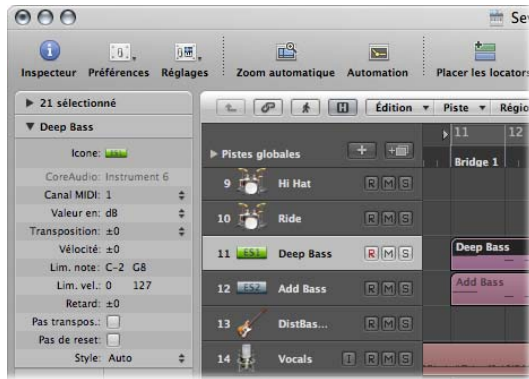 Se
Inspecteur Préférences Réglages Zoom automatique Automation Placer les locators
21 sélectionné
Deep Bass
Icone: ES1
CoreAudio: Instrument 6
Canal MIDI: 1
Valeur en: dB
Transposition: ±0
Vélocité: ±0
Lim. note: C-2 G8
Lim. vel.: 0 127
Retard: ±0
Pas transpos.:
Pas de reset:
Style: Auto
H Édition Piste Régio
11 12
Pistes globales
Bridge 1
9 Hi Hat R M S
10 Ride R M S
11 ES1 Deep Bass R M S
Deep Bass
12 ES2 Add Bass R M S
Add Bass
13 DistBas... R M S
14 Vocals I R M S